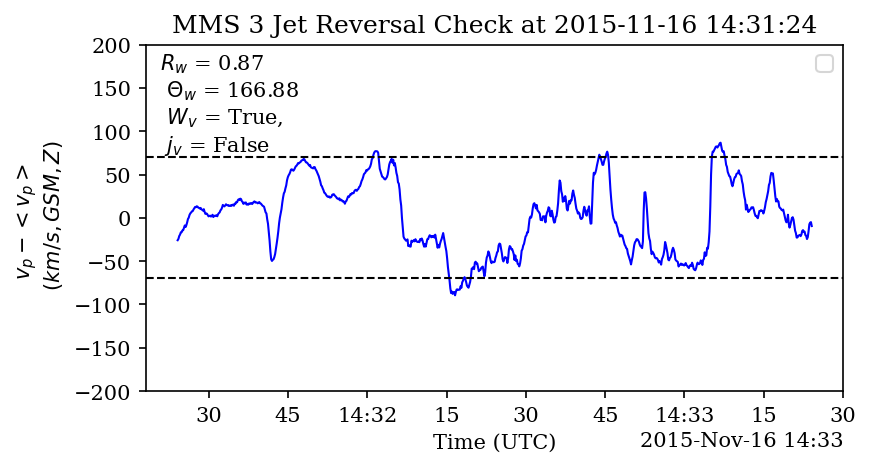 MMS 3 Jet Reversal Check at 2015-11-16 14:31:24
R_w = 0.87
Θ_w = 166.88
W_v = True,
j_v = False
v_p − < v_p >
(km/s, GSM, Z)
200
150
100
50
0
−50
−100
−150
−200
30 45 14:32 15 30 45 14:33 15 30
Time (UTC)
2015-Nov-16 14:33